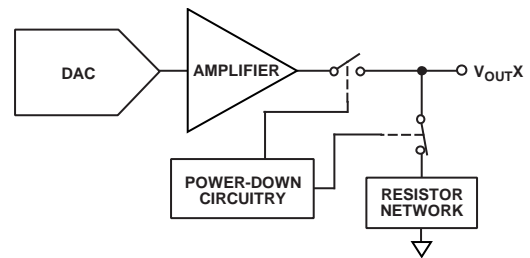 DAC
AMPLIFIER
VOUTX
POWER-DOWN
CIRCUITRY
RESISTOR
NETWORK